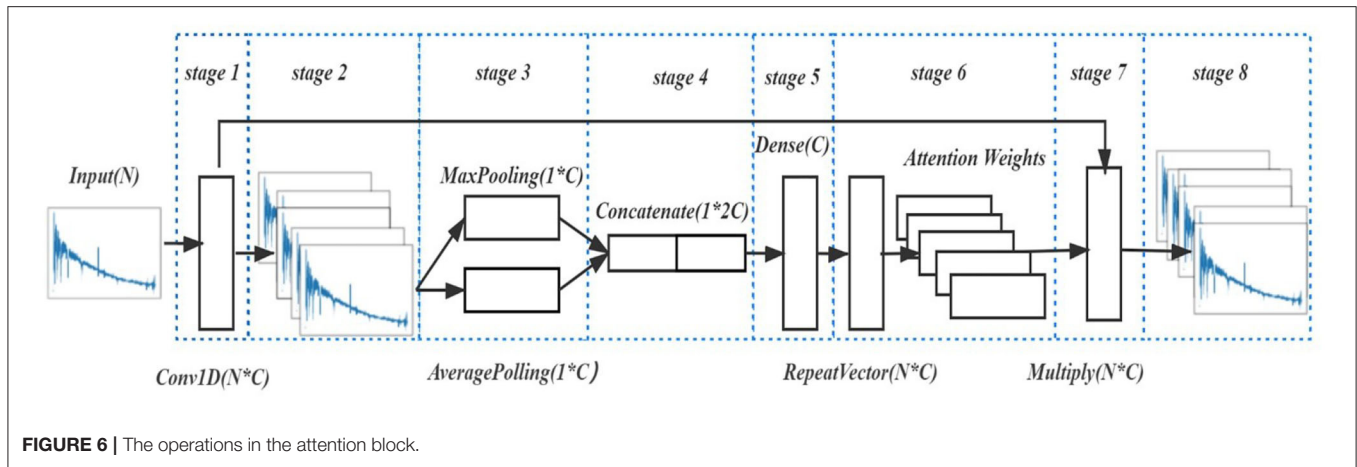 stage 1
stage 2
stage 3
stage 4
stage 5
stage 6
stage 7
stage 8
Input(N)
MaxPooling(1*C)
Concatenate(1*2C)
Dense(C)
Attention Weights
Conv1D(N*C)
AveragePolling(1*C)
RepeatVector(N*C)
Multiply(N*C)
FIGURE 6 | The operations in the attention block.